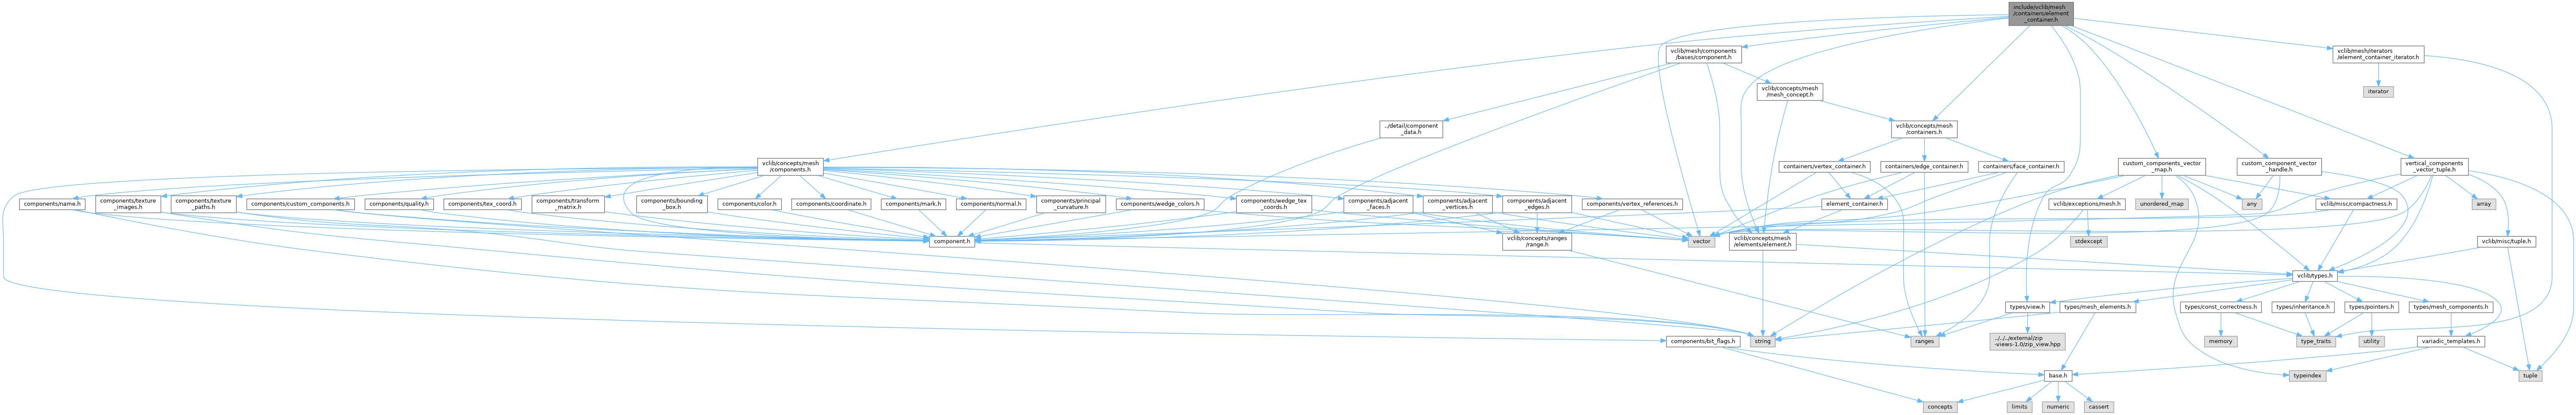 include/vclib/mesh
/containers/element
_container.h
vclib/mesh/components
/bases/component.h
vclib/mesh/iterators
/element_container_iterator.h
vclib/concepts/mesh
/mesh_concept.h
iterator
../detail/component
_data.h
vclib/concepts/mesh
/containers.h
vclib/concepts/mesh
/components.h
containers/vertex_container.h
containers/edge_container.h
containers/face_container.h
custom_components_vector
_map.h
custom_component_vector
_handle.h
vertical_components
_vector_tuple.h
components/name.h
components/texture
_images.h
components/texture
_paths.h
components/custom_components.h
components/quality.h
components/tex_coord.h
components/transform
_matrix.h
components/bounding
_box.h
components/color.h
components/coordinate.h
components/mark.h
components/normal.h
components/principal
_curvature.h
components/wedge_colors.h
components/wedge_tex
_coords.h
components/adjacent
_faces.h
components/adjacent
_vertices.h
components/adjacent
_edges.h
components/vertex_references.h
element_container.h
vclib/exceptions/mesh.h
unordered_map
any
vclib/misc/compactness.h
array
component.h
vclib/concepts/ranges
/range.h
vector
vclib/concepts/mesh
/elements/element.h
stdexcept
vclib/misc/tuple.h
vclib/types.h
types/view.h
types/mesh_elements.h
types/const_correctness.h
types/inheritance.h
types/pointers.h
types/mesh_components.h
components/bit_flags.h
string
ranges
../../../external/zip
-views-1.0/zip_view.hpp
memory
type_traits
utility
variadic_templates.h
base.h
typeindex
tuple
concepts
limits
numeric
cassert